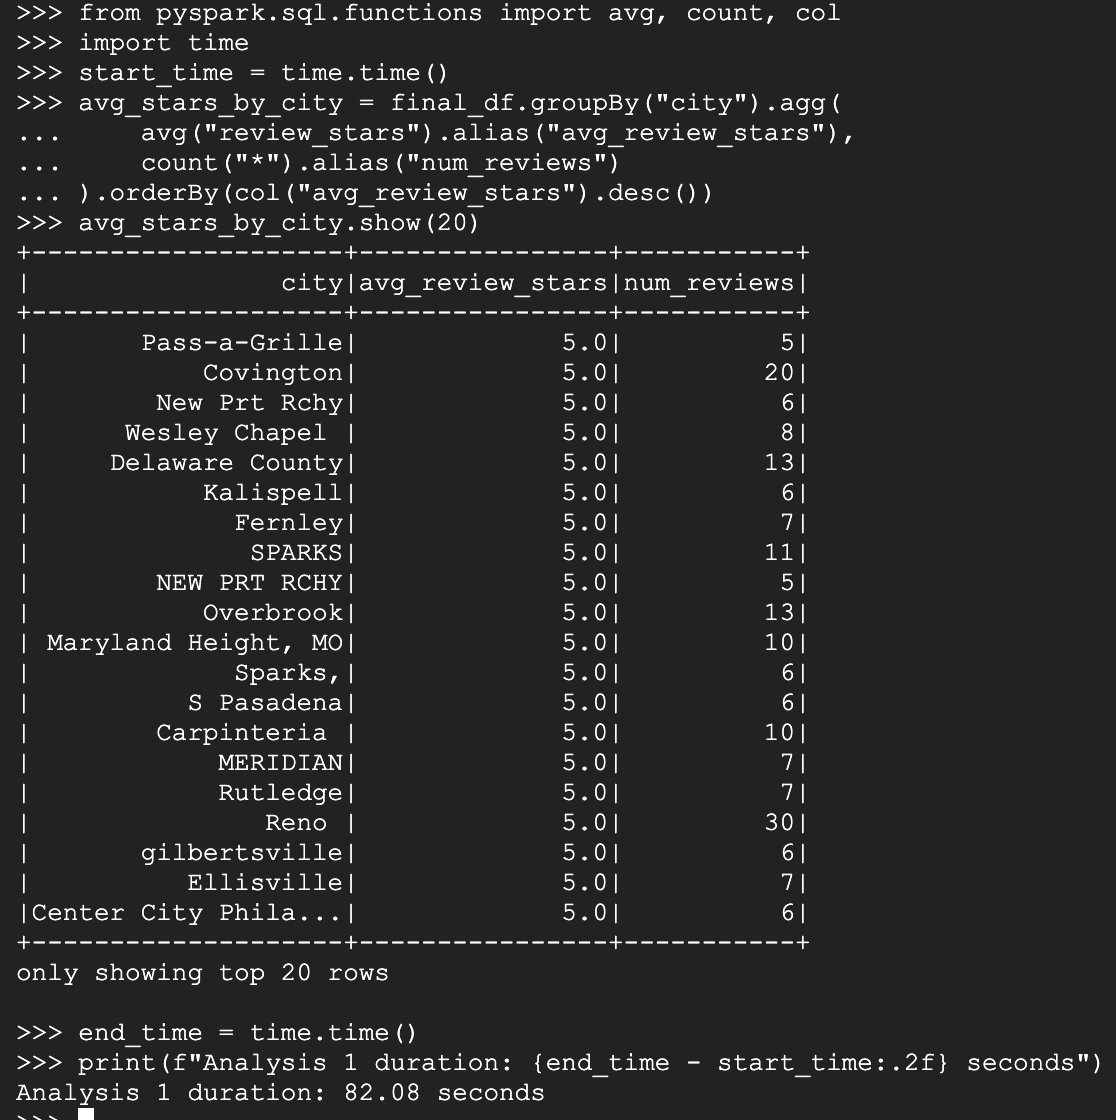 >>> from pyspark.sql.functions import avg, count, col
>>> import time
>>> start_time = time.time()
>>> avg_stars_by_city = final_df.groupBy("city").agg(
...     avg("review_stars").alias("avg_review_stars"),
...     count("*").alias("num_reviews")
... ).orderBy(col("avg_review_stars").desc())
>>> avg_stars_by_city.show(20)
+--------------------+----------------+-----------+
|                city|avg_review_stars|num_reviews|
+--------------------+----------------+-----------+
|       Pass-a-Grille|             5.0|          5|
|           Covington|             5.0|         20|
|        New Prt Rchy|             5.0|          6|
|      Wesley Chapel |             5.0|          8|
|     Delaware County|             5.0|         13|
|           Kalispell|             5.0|          6|
|             Fernley|             5.0|          7|
|              SPARKS|             5.0|         11|
|        NEW PRT RCHY|             5.0|          5|
|           Overbrook|             5.0|         13|
| Maryland Height, MO|             5.0|         10|
|             Sparks,|             5.0|          6|
|          S Pasadena|             5.0|          6|
|        Carpinteria |             5.0|         10|
|            MERIDIAN|             5.0|          7|
|            Rutledge|             5.0|          7|
|               Reno |             5.0|         30|
|       gilbertsville|             5.0|          6|
|          Ellisville|             5.0|          7|
|Center City Phila...|             5.0|          6|
+--------------------+----------------+-----------+
only showing top 20 rows

>>> end_time = time.time()
>>> print(f"Analysis 1 duration: {end_time - start_time:.2f} seconds")
Analysis 1 duration: 82.08 seconds
>>>